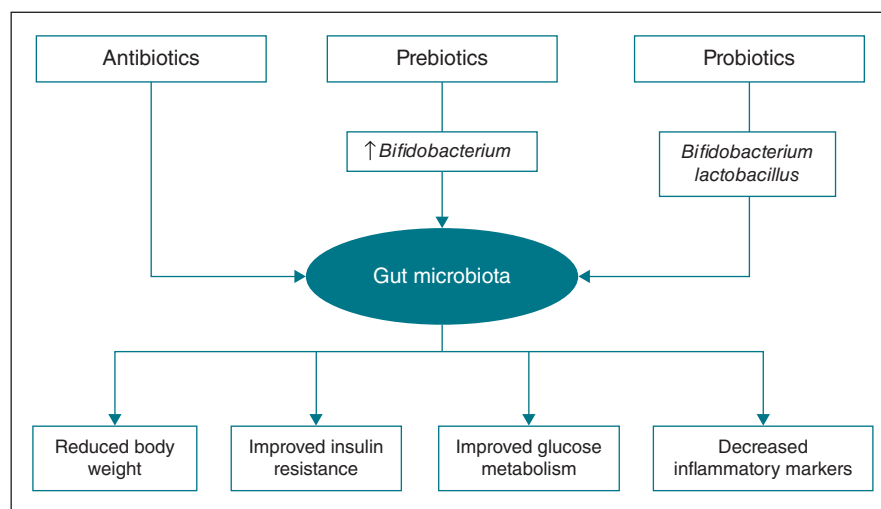 Antibiotics
Prebiotics
Probiotics
↑ Bifidobacterium
Bifidobacterium
lactobacillus
Gut microbiota
Reduced body
weight
Improved insulin
resistance
Improved glucose
metabolism
Decreased
inflammatory markers